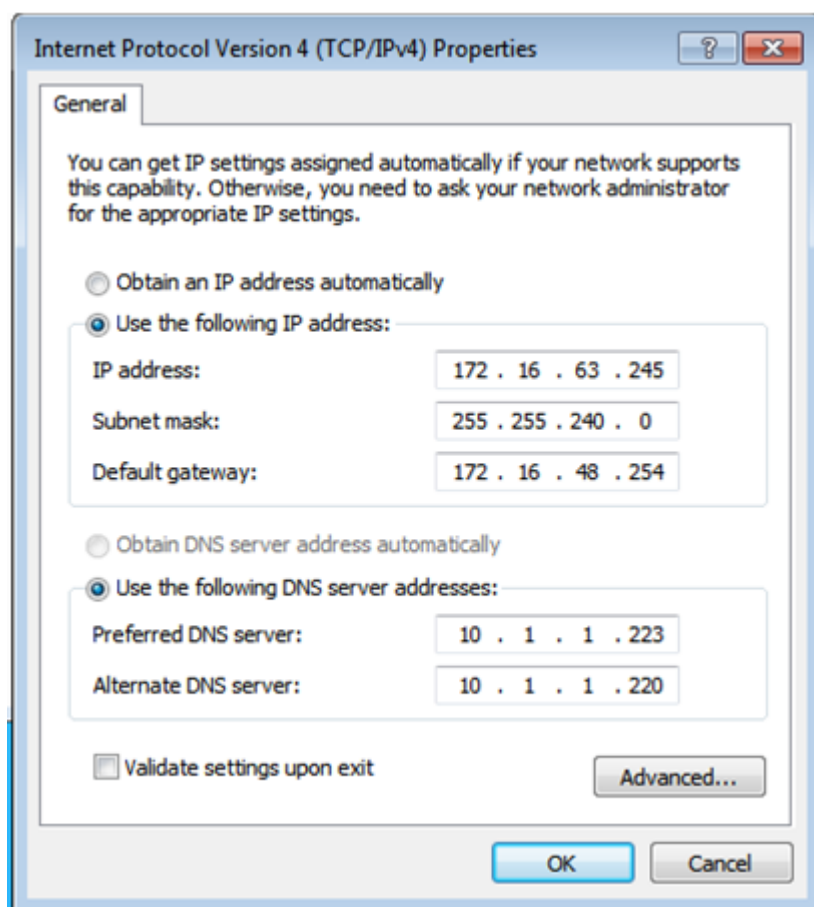 Internet Protocol Version 4 (TCP/IPv4) Properties
General
You can get IP settings assigned automatically if your network supports
this capability. Otherwise, you need to ask your network administrator
for the appropriate IP settings.
Obtain an IP address automatically
Use the following IP address:
IP address: 172 . 16 . 63 . 245
Subnet mask: 255 . 255 . 240 . 0
Default gateway: 172 . 16 . 48 . 254
Obtain DNS server address automatically
Use the following DNS server addresses:
Preferred DNS server: 10 . 1 . 1 . 223
Alternate DNS server: 10 . 1 . 1 . 220
Validate settings upon exit
Advanced...
OK Cancel